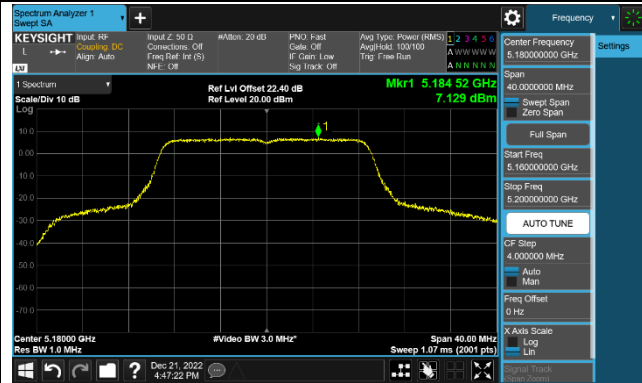 Spectrum Analyzer 1
Swept SA
Frequency
KEYSIGHT
L
LXI
Input: RF
Coupling: DC
Align: Auto
Input Z: 50 Ω
Corrections: Off
Freq Ref: Int (S)
NFE: Off
#Atten: 20 dB
PNO: Fast
Gate: Off
IF Gain: Low
Sig Track: Off
Avg Type: Power (RMS)
Avg|Hold: 100/100
Trig: Free Run
1 2 3 4 5 6
A W W W W W
A N N N N N
1 Spectrum
Scale/Div 10 dB
Log
Ref Lvl Offset 22.40 dB
Ref Level 20.00 dBm
Mkr1 5.184 52 GHz
7.129 dBm
1
10.0
0.00
-10.0
-20.0
-30.0
-40.0
-50.0
-60.0
-70.0
Center 5.18000 GHz
Res BW 1.0 MHz
#Video BW 3.0 MHz*
Span 40.00 MHz
Sweep 1.07 ms (2001 pts)
Center Frequency
5.180000000 GHz
Settings
Span
40.0000000 MHz
Swept Span
Zero Span
Full Span
Start Freq
5.160000000 GHz
Stop Freq
5.200000000 GHz
AUTO TUNE
CF Step
4.000000 MHz
Auto
Man
Freq Offset
0 Hz
X Axis Scale
Log
Lin
Signal Track
(Span Zoom)
?
Dec 21, 2022
4:47:22 PM